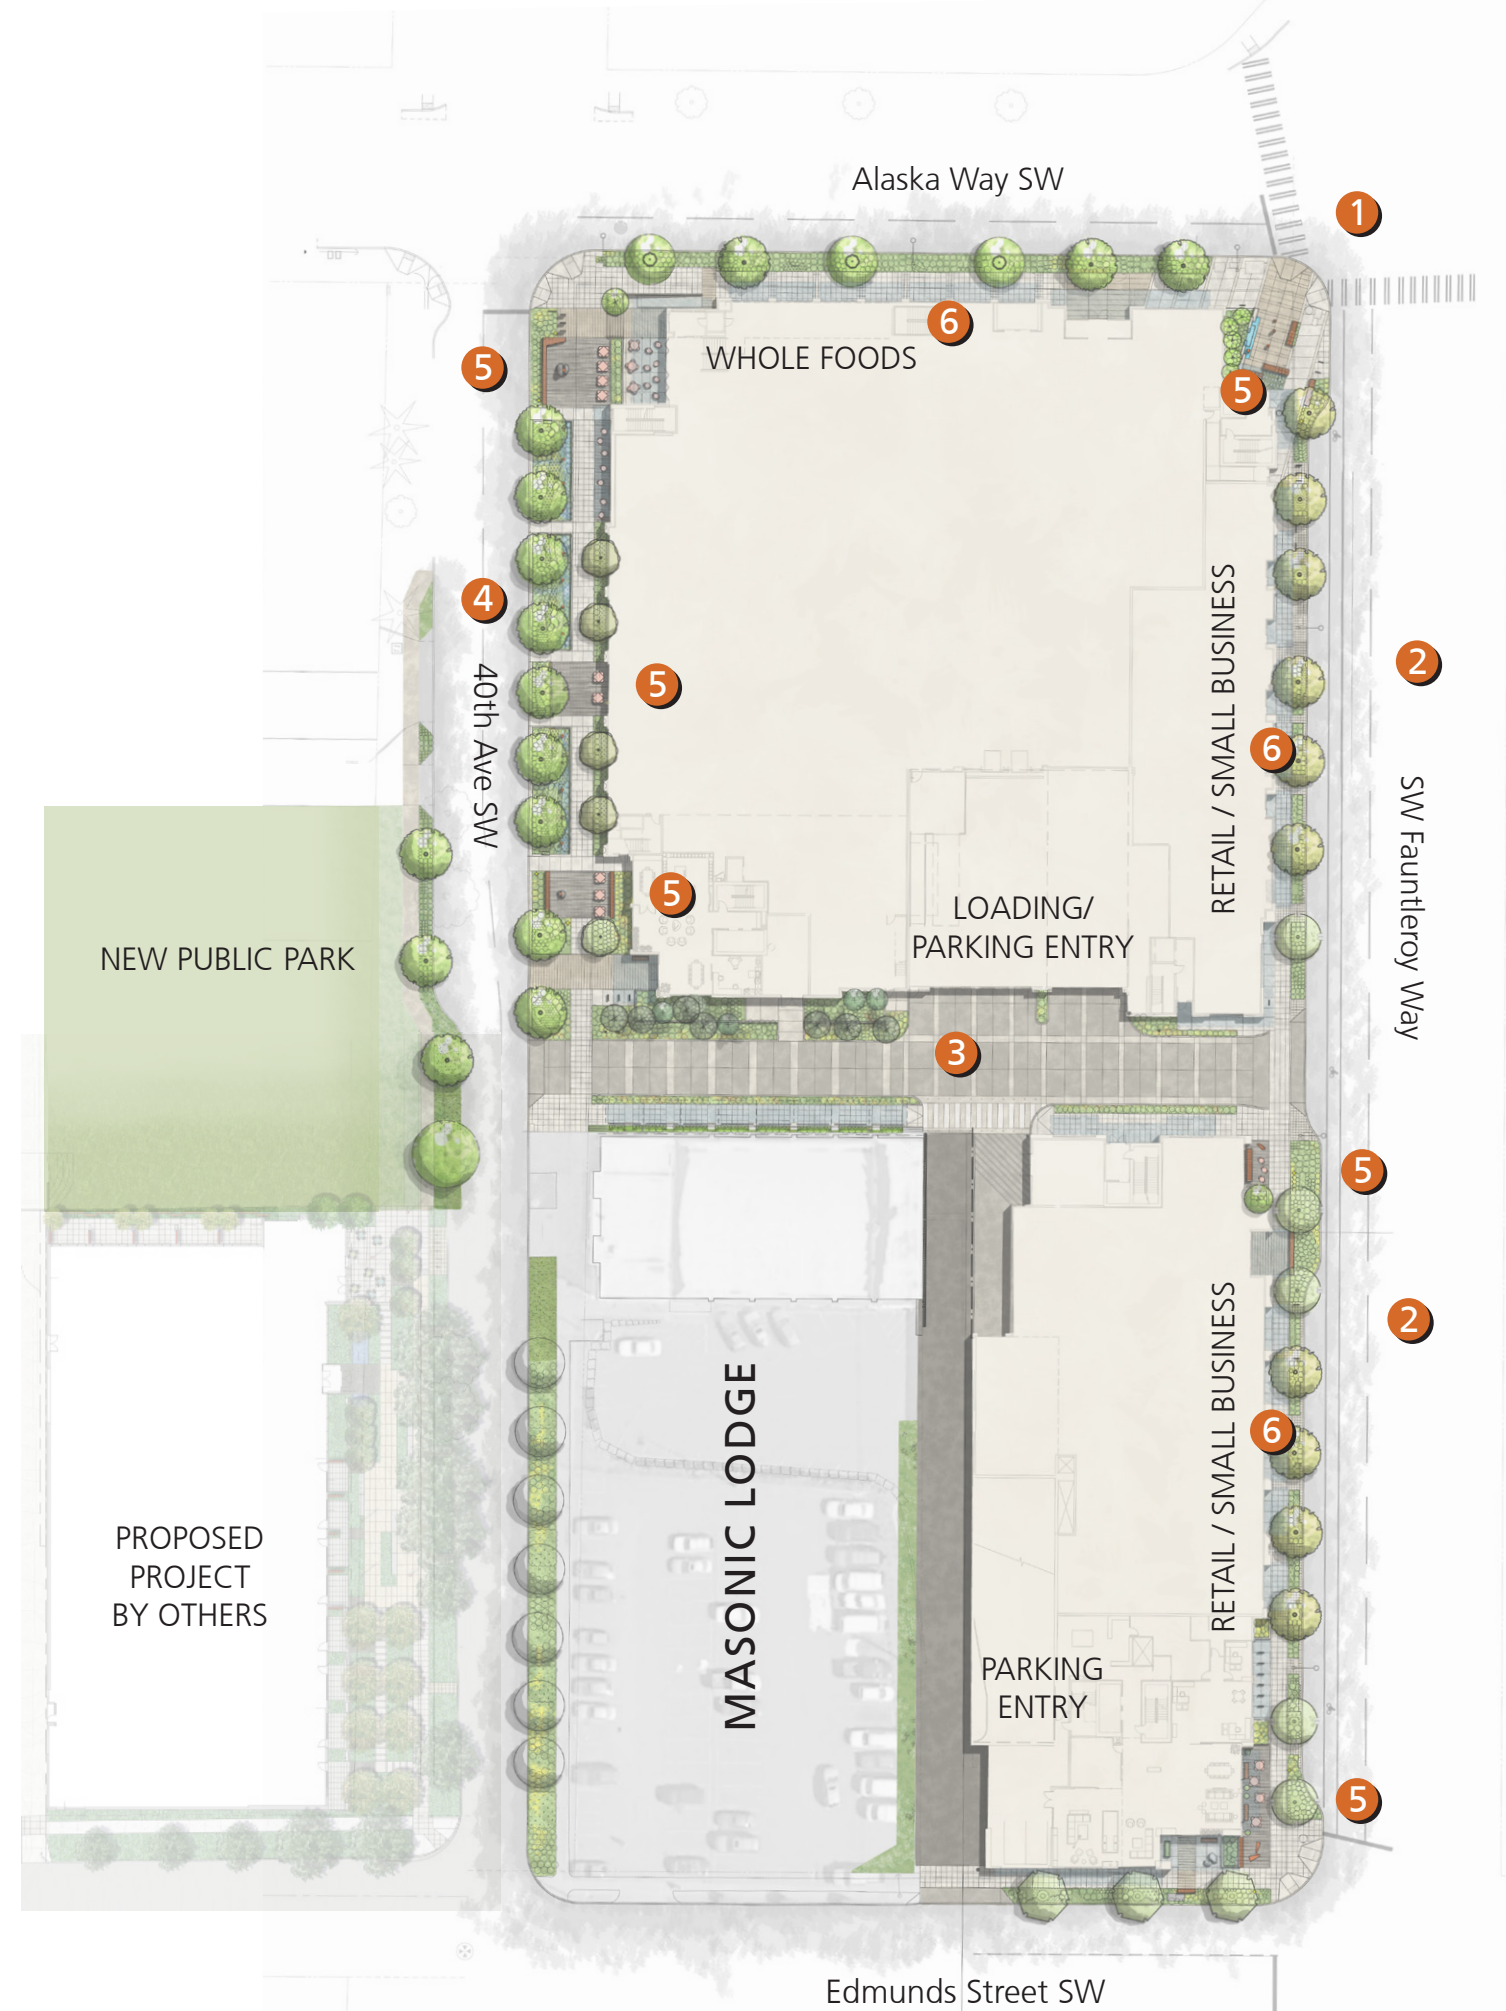 Alaska Way SW
1
6
WHOLE FOODS
5
5
4
40th Ave SW
5
RETAIL / SMALL BUSINESS
2
6
SW Fauntleroy Way
5
LOADING/
PARKING ENTRY
NEW PUBLIC PARK
3
5
2
MASONIC LODGE
RETAIL / SMALL BUSINESS
6
PROPOSED
PROJECT
BY OTHERS
PARKING
ENTRY
5
Edmunds Street SW